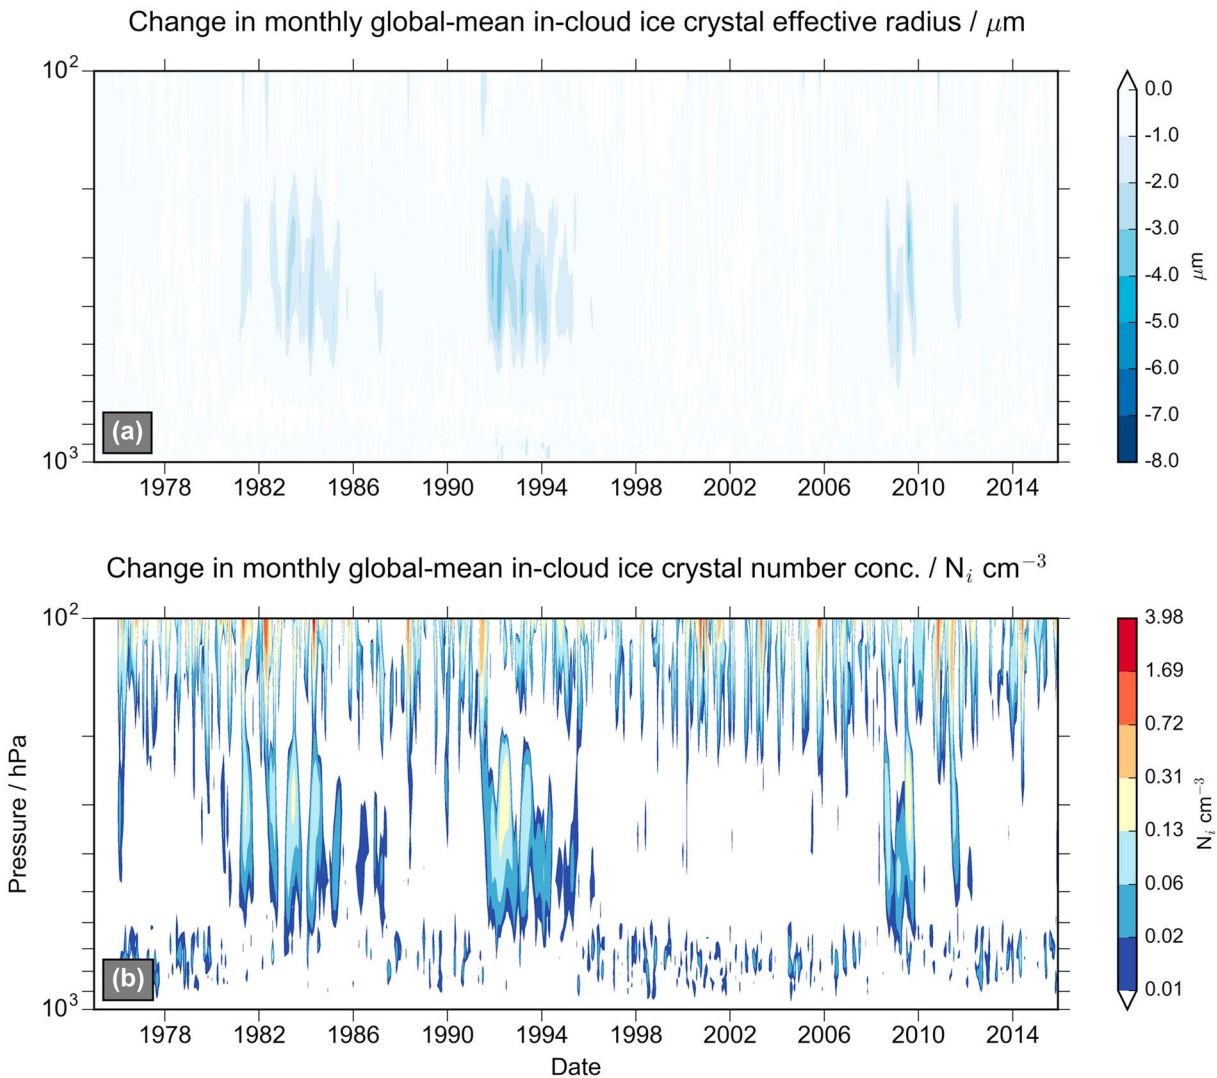 Change in monthly global-mean in-cloud ice crystal effective radius / μm
10²
10³
(a)
1978 1982 1986 1990 1994 1998 2002 2006 2010 2014
0.0
-1.0
-2.0
-3.0
-4.0
-5.0
-6.0
-7.0
-8.0
μm
Change in monthly global-mean in-cloud ice crystal number conc. / Nᵢ cm⁻³
10²
10³
Pressure / hPa
(b)
1978 1982 1986 1990 1994 1998 2002 2006 2010 2014
Date
3.98
1.69
0.72
0.31
0.13
0.06
0.02
0.01
Nᵢ cm⁻³